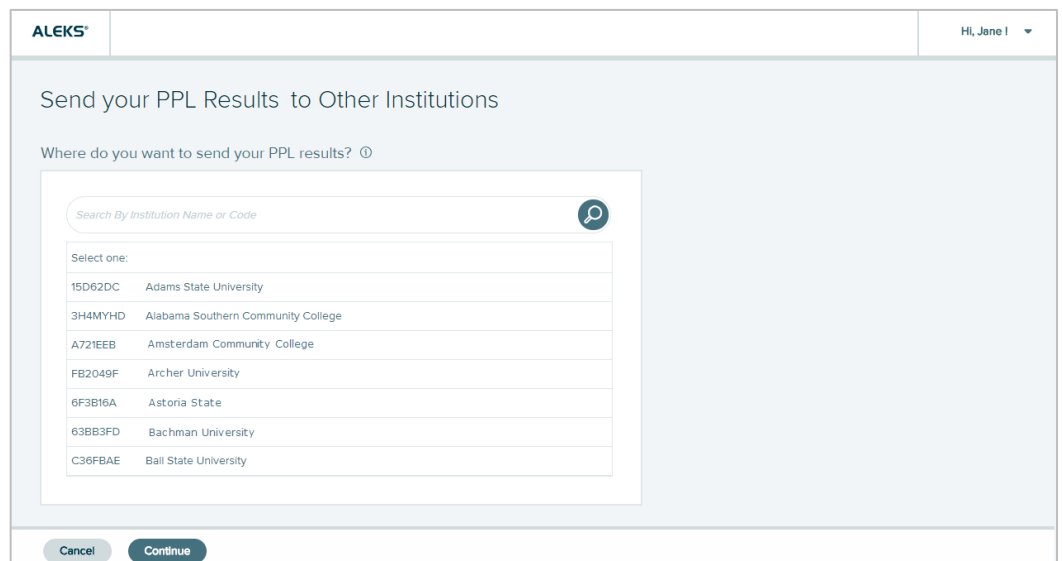 ALEKS®
Hi, Jane !
Send your PPL Results to Other Institutions
Where do you want to send your PPL results?
Search By Institution Name or Code
Select one:
15D62DC Adams State University
3H4MYHD Alabama Southern Community College
A721EEB Amsterdam Community College
FB2049F Archer University
6F3B16A Astoria State
63BB3FD Bachman University
C36FBAE Ball State University
Cancel Continue